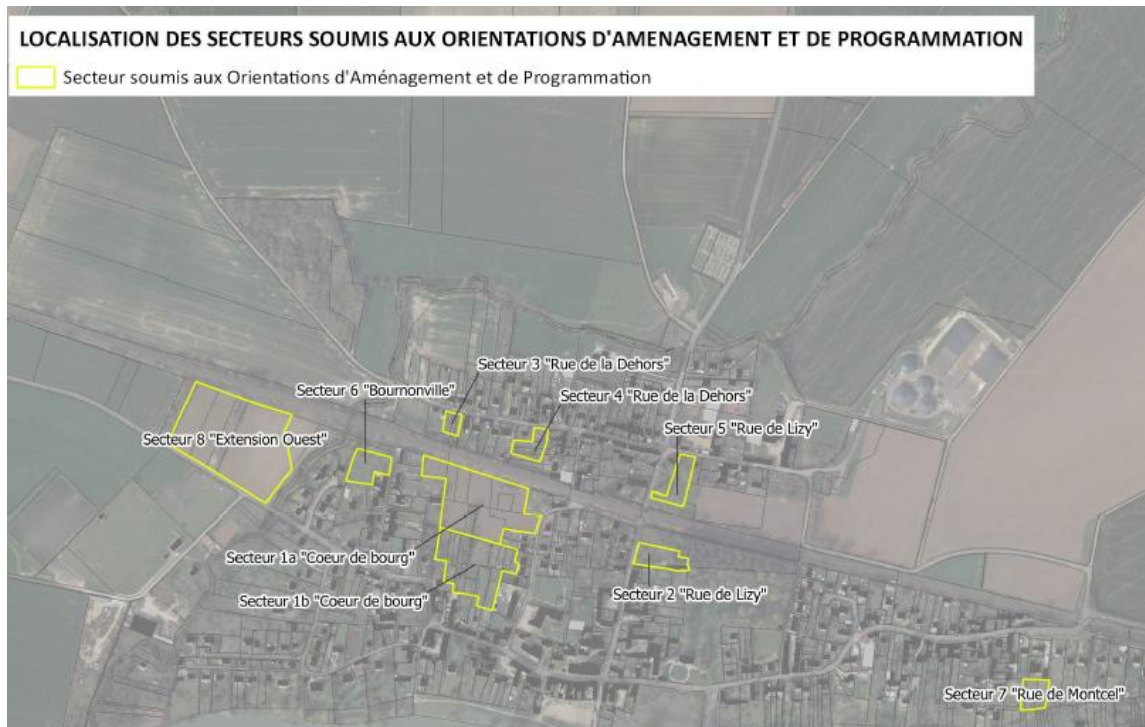 LOCALISATION DES SECTEURS SOUMIS AUX ORIENTATIONS D'AMENAGEMENT ET DE PROGRAMMATION
Secteur soumis aux Orientations d'Aménagement et de Programmation
Secteur 3 "Rue de la Dehors"
Secteur 6 "Bournonville"
Secteur 4 "Rue de la Dehors"
Secteur 5 "Rue de Lizy"
Secteur 8 "Extension Ouest"
Secteur 1a "Coeur de bourg"
Secteur 1b "Coeur de bourg"
Secteur 2 "Rue de Lizy"
Secteur 7 "Rue de Montcel"